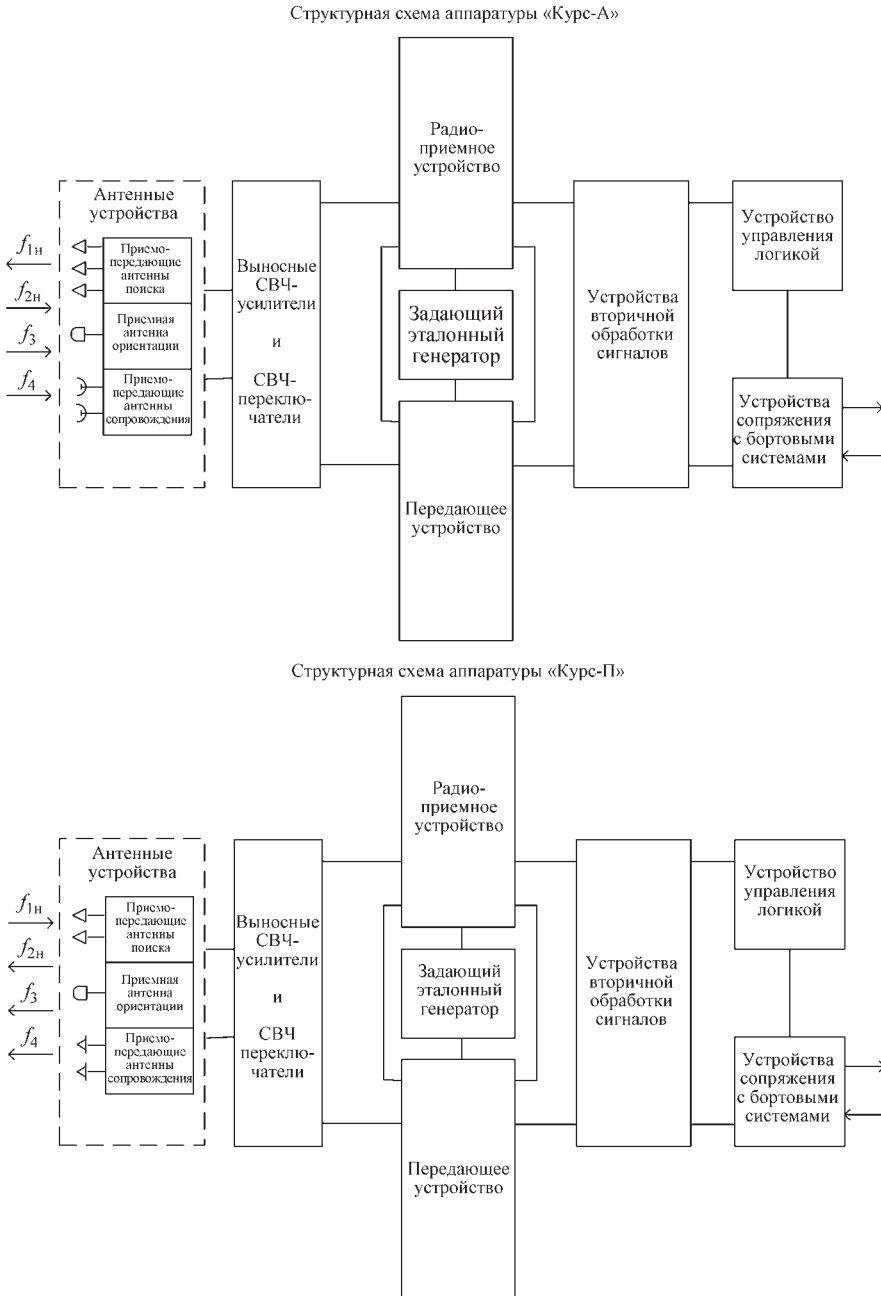 Структурная схема аппаратуры «Курс-А»
Радио-
приемное
устройство
Антенные
устройства
f1н
f2н
f3
f4
Приемо-
передающие
антенны
поиска
Приемная
антенна
ориентации
Приемо-
передающие
антенны
сопровождения
Выносные
СВЧ-
усилители
и
СВЧ-
переклю-
чатели
Задающий
эталонный
генератор
Передающее
устройство
Устройства
вторичной
обработки
сигналов
Устройство
управления
логикой
Устройства
сопряжения
с бортовыми
системами
Структурная схема аппаратуры «Курс-П»
Радио-
приемное
устройство
Антенные
устройства
f1н
f2н
f3
f4
Приемо-
передающие
антенны
поиска
Приемная
антенна
ориентации
Приемо-
передающие
антенны
сопровождения
Выносные
СВЧ-
усилители
и
СВЧ
переклю-
чатели
Задающий
эталонный
генератор
Передающее
устройство
Устройства
вторичной
обработки
сигналов
Устройство
управления
логикой
Устройства
сопряжения
с бортовыми
системами